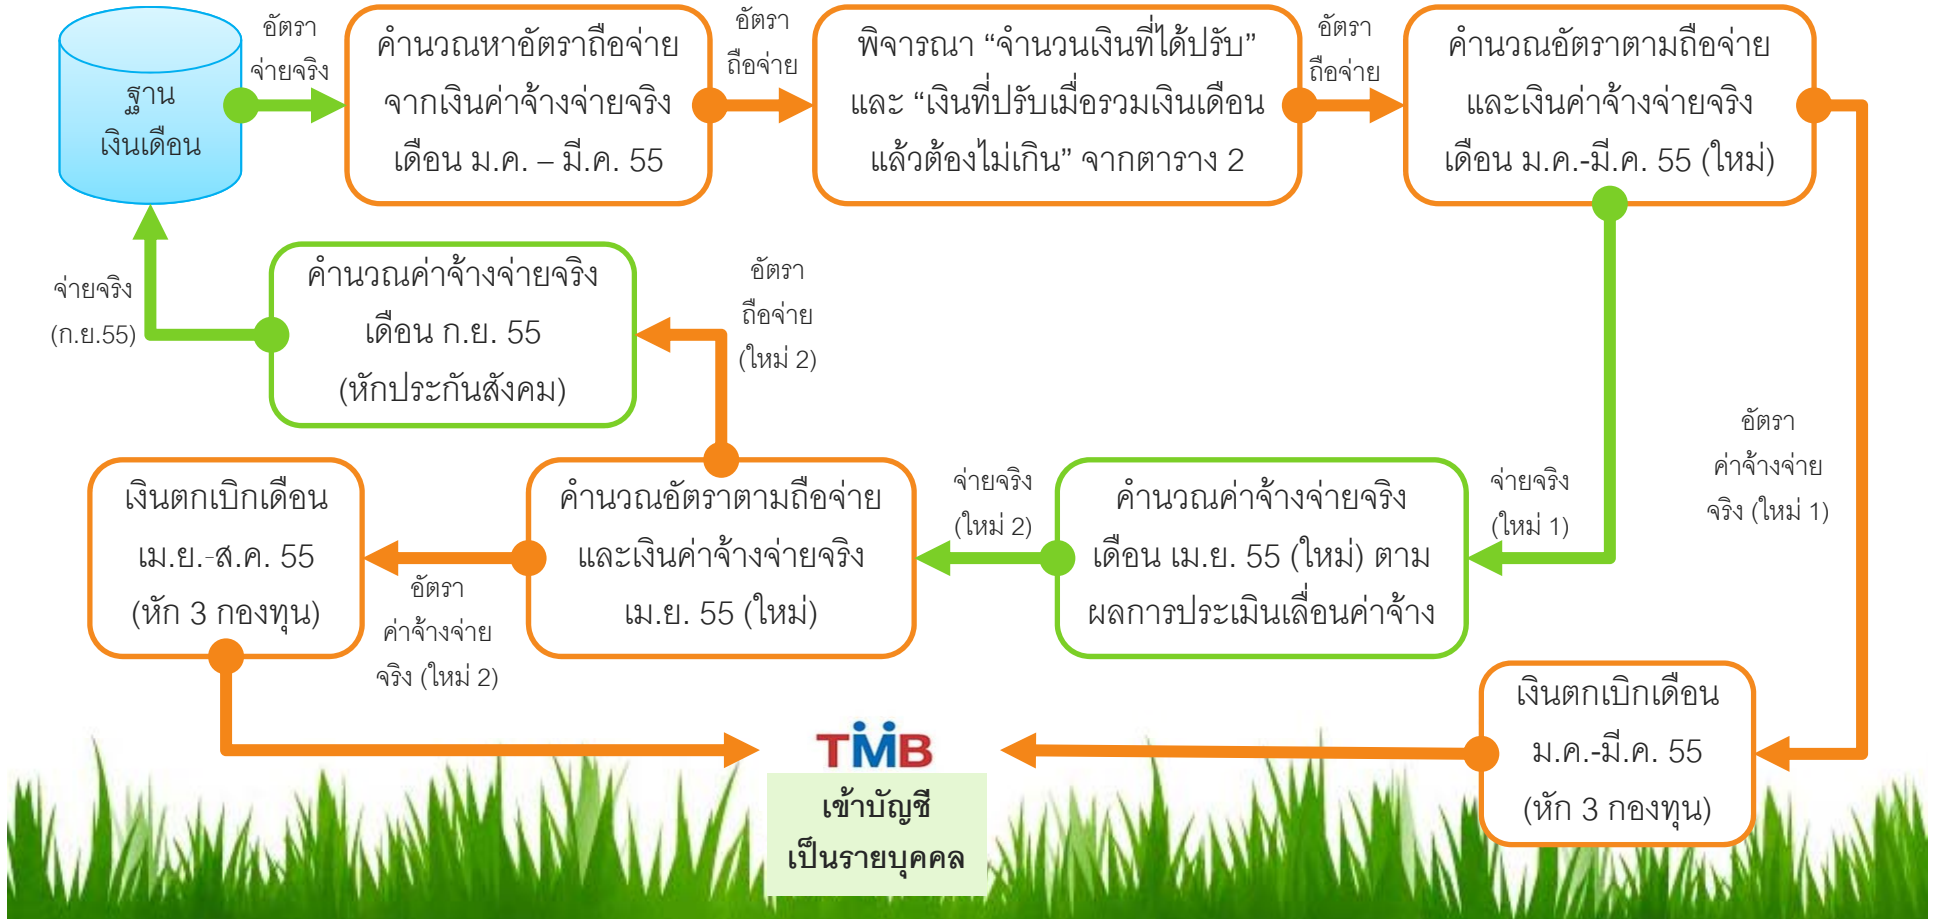 ฐาน
เงินเดือน
อัตรา
จ่ายจริง
คำนวณหาอัตราถือจ่าย
จากเงินค่าจ้างจ่ายจริง
เดือน ม.ค. – มี.ค. 55
อัตรา
ถือจ่าย
พิจารณา “จำนวนเงินที่ได้ปรับ”
และ “เงินที่ปรับเมื่อรวมเงินเดือน
แล้วต้องไม่เกิน” จากตาราง 2
อัตรา
ถือจ่าย
คำนวณอัตราตามถือจ่าย
และเงินค่าจ้างจ่ายจริง
เดือน ม.ค.-มี.ค. 55 (ใหม่)
จ่ายจริง
(ก.ย.55)
คำนวณค่าจ้างจ่ายจริง
เดือน ก.ย. 55
(หักประกันสังคม)
อัตรา
ถือจ่าย
(ใหม่ 2)
อัตรา
ค่าจ้างจ่าย
จริง (ใหม่ 1)
เงินตกเบิกเดือน
เม.ย.-ส.ค. 55
(หัก 3 กองทุน)
อัตรา
ค่าจ้างจ่าย
จริง (ใหม่ 2)
คำนวณอัตราตามถือจ่าย
และเงินค่าจ้างจ่ายจริง
เม.ย. 55 (ใหม่)
จ่ายจริง
(ใหม่ 2)
คำนวณค่าจ้างจ่ายจริง
เดือน เม.ย. 55 (ใหม่) ตาม
ผลการประเมินเลื่อนค่าจ้าง
จ่ายจริง
(ใหม่ 1)
เงินตกเบิกเดือน
ม.ค.-มี.ค. 55
(หัก 3 กองทุน)
TMB
เข้าบัญชี
เป็นรายบุคคล